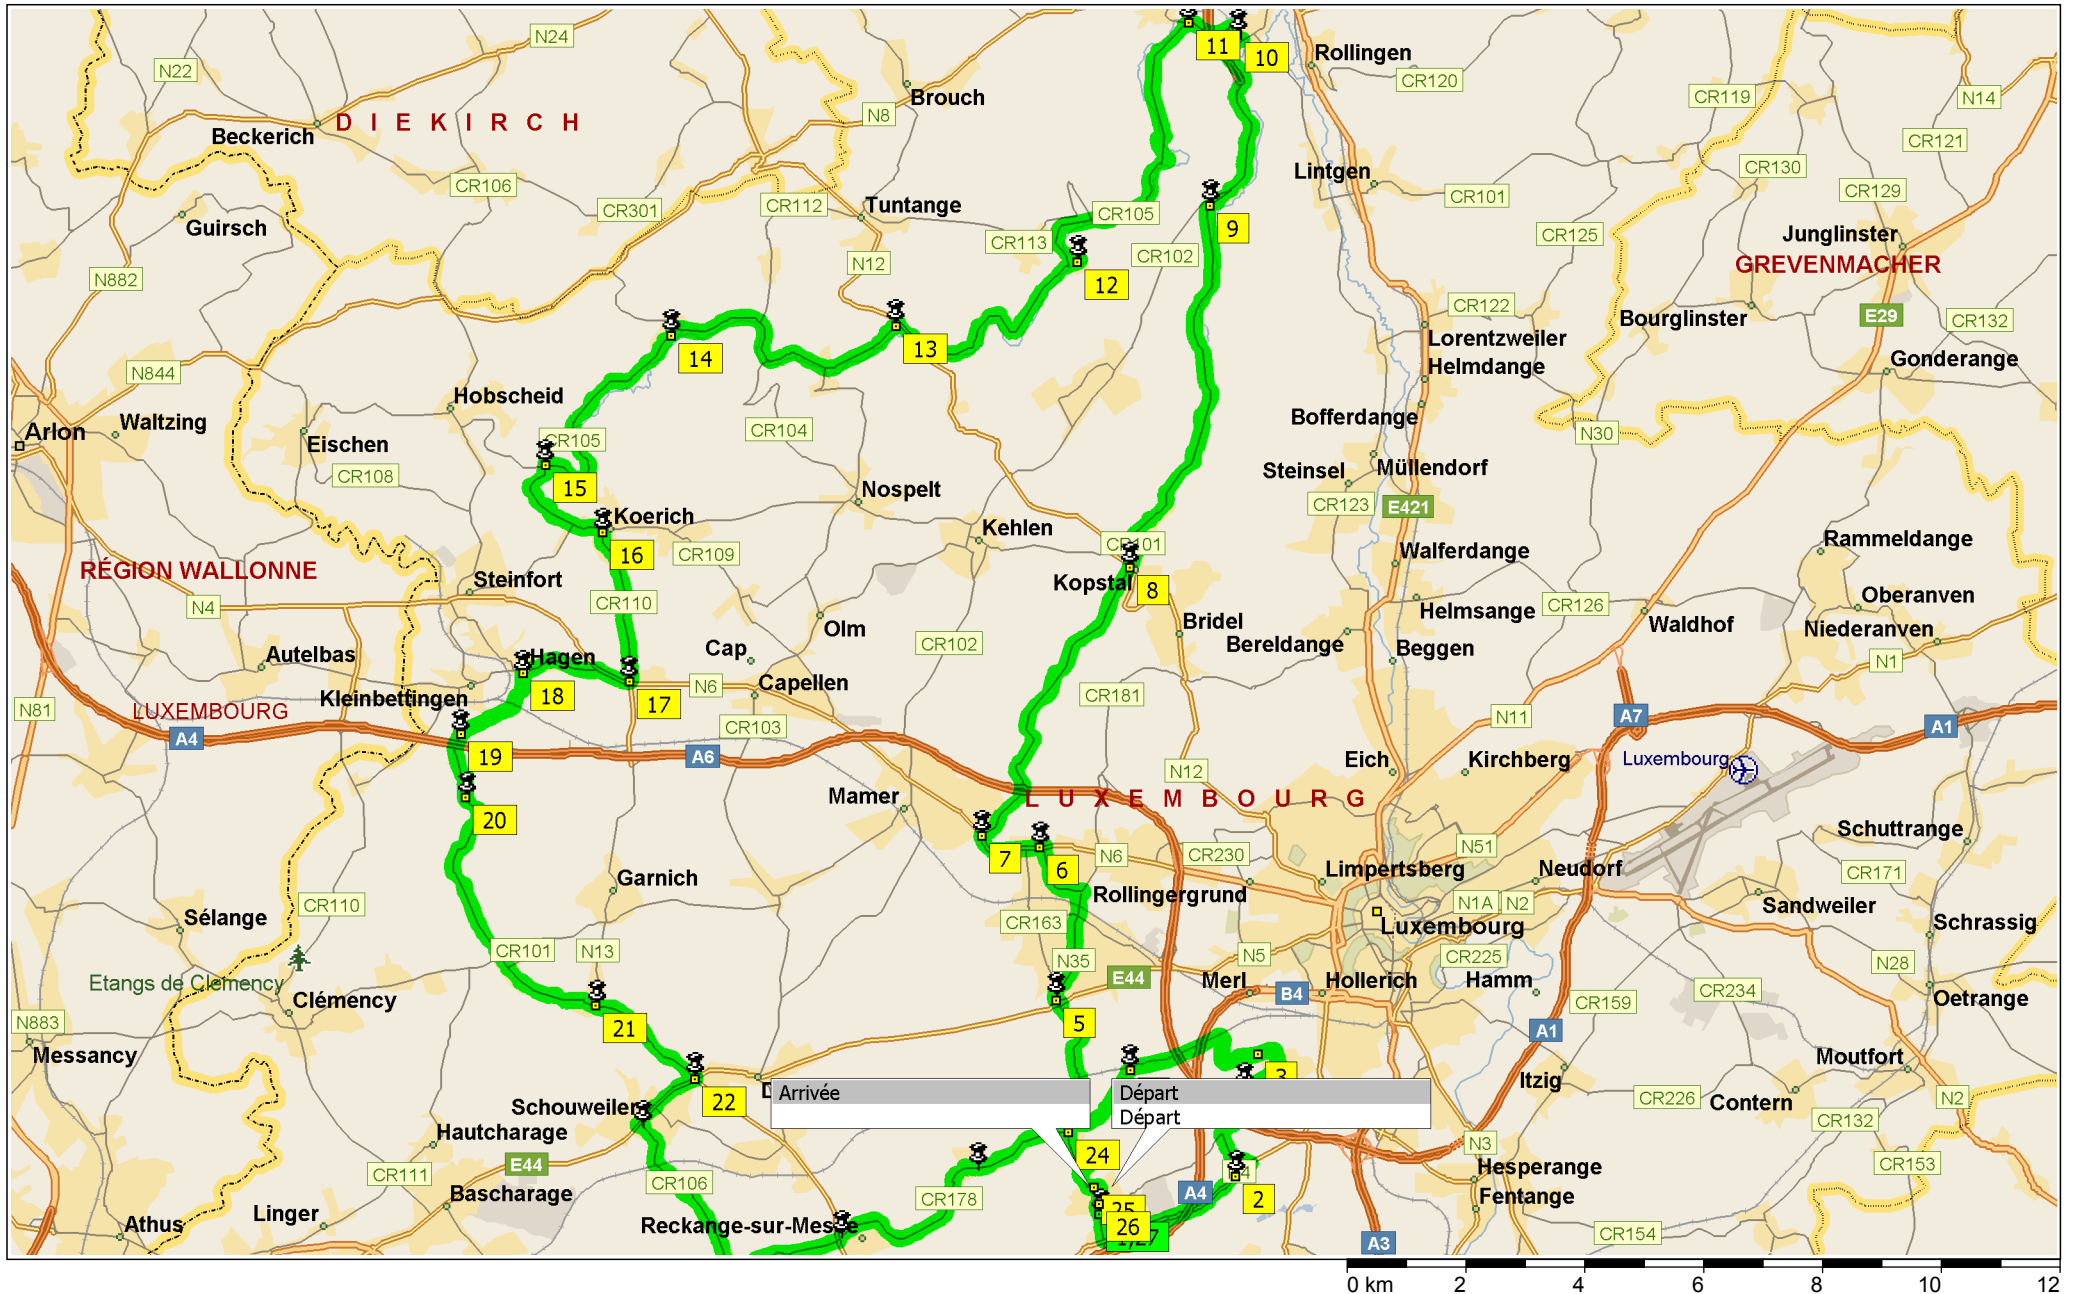 11
10
Rollingen
N24
N22
CR120
CR119
N14
Brouch
N8
Beckerich
DIEKIRCH
CR121
CR130
Lintgen
CR106
CR101
CR129
CR301
CR112
Tuntange
CR105
Guirsch
9
CR113
CR125
Junglinster
CR102
GREVENMACHER
N12
N882
12
CR122
Bourglinster
E29
CR132
Lorentzweiler
14
13
Helmdange
Gonderange
N844
Hobscheid
Bofferdange
Waltzing
Arlon
Eischen
CR105
CR104
N30
CR108
Steinsel
Müllendorf
15
Nospelt
CR123
E421
Koerich
Kehlen
CR101
Rammeldange
16
CR109
Walferdange
RÉGION WALLONNE
Steinfort
Kopstal
8
Oberanven
N4
CR110
Helmsange
CR126
Olm
Bridel
Waldhof
Niederanven
Cap
CR102
Bereldange
Beggen
Autelbas
Hagen
N1
18
N6
Capellen
CR181
Kleinbettingen
17
N81
LUXEMBOURG
CR103
N11
A7
A1
A4
19
A6
Eich
Kirchberg
Luxembourg
N12
Mamer
LUXEMBOURG
20
Schuttrange
7
6
N6
CR230
N51
Limpertsberg
Neudorf
CR171
Garnich
Rollingergrund
CR110
N1A
N2
Sandweiler
Sélange
CR163
Luxembourg
Schrassig
CR101
N13
N35
N5
CR225
N28
E44
Merl
Hollerich
Hamm
Etangs de Clemency
B4
CR234
Clémency
CR159
Oetrange
N883
21
5
A1
Messancy
Moutfort
3
Itzig
Arrivée
Départ
Départ
22
CR226
Contern
Schouweiler
CR132
N2
Hautcharage
N3
24
E44
Hesperange
CR153
CR111
CR106
Bascharage
CR178
A4
2
Fentange
Linger
25
Athus
Reckange-sur-Mess
26
CR154
1,27
A3
0 km
2
4
6
8
10
12